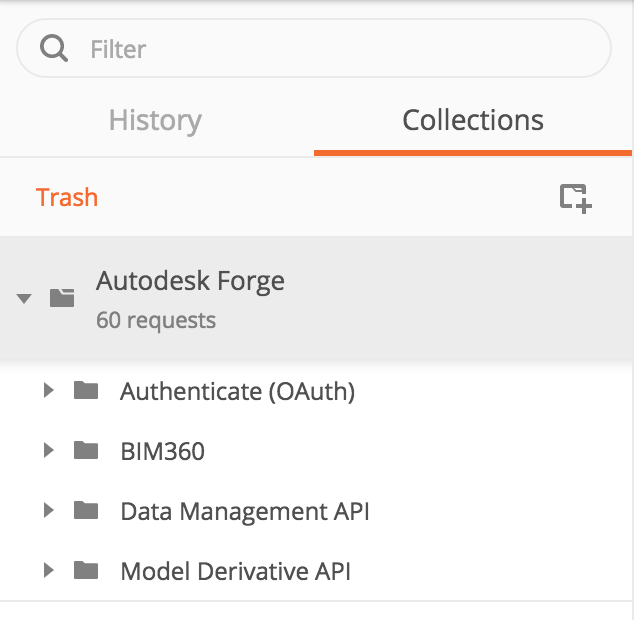 Filter
History
Collections
Trash
Autodesk Forge
60 requests
Authenticate (OAuth)
BIM360
Data Management API
Model Derivative API